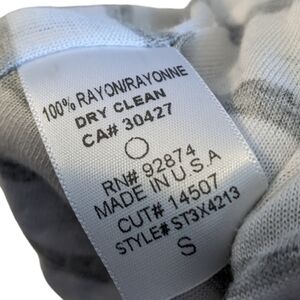 100% RAYON/RAYONNE
DRY CLEAN
CA# 30427
RN# 92874
MADE IN U.S.A
CUT# 14507
STYLE# ST3X4213
S